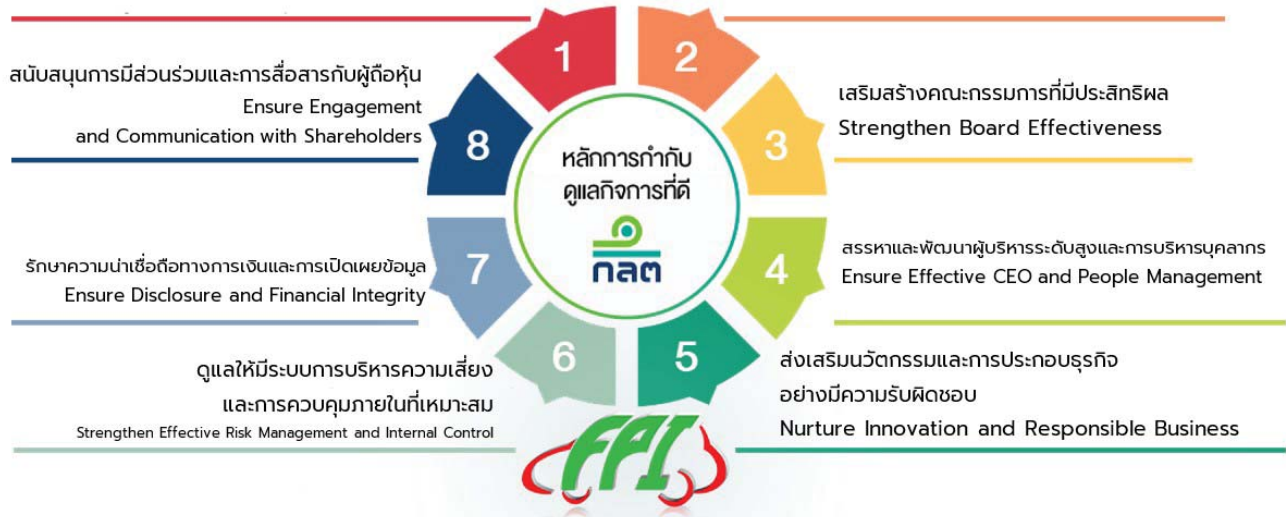 1
2
สนับสนุนการมีส่วนร่วมและการสื่อสารกับผู้ถือหุ้น
Ensure Engagement
and Communication with Shareholders
8
เสริมสร้างคณะกรรมการที่มีประสิทธิผล
Strengthen Board Effectiveness
3
หลักการกำกับ
ดูแลกิจการที่ดี
กลต
รักษาความน่าเชื่อถือทางการเงินและการเปิดเผยข้อมูล
Ensure Disclosure and Financial Integrity
7
สรรหาและพัฒนาผู้บริหารระดับสูงและการบริหารบุคลากร
Ensure Effective CEO and People Management
4
ดูแลให้มีระบบการบริหารความเสี่ยง
และการควบคุมภายในที่เหมาะสม
Strengthen Effective Risk Management and Internal Control
6
ส่งเสริมนวัตกรรมและการประกอบธุรกิจ
อย่างมีความรับผิดชอบ
Nurture Innovation and Responsible Business
5
FPI